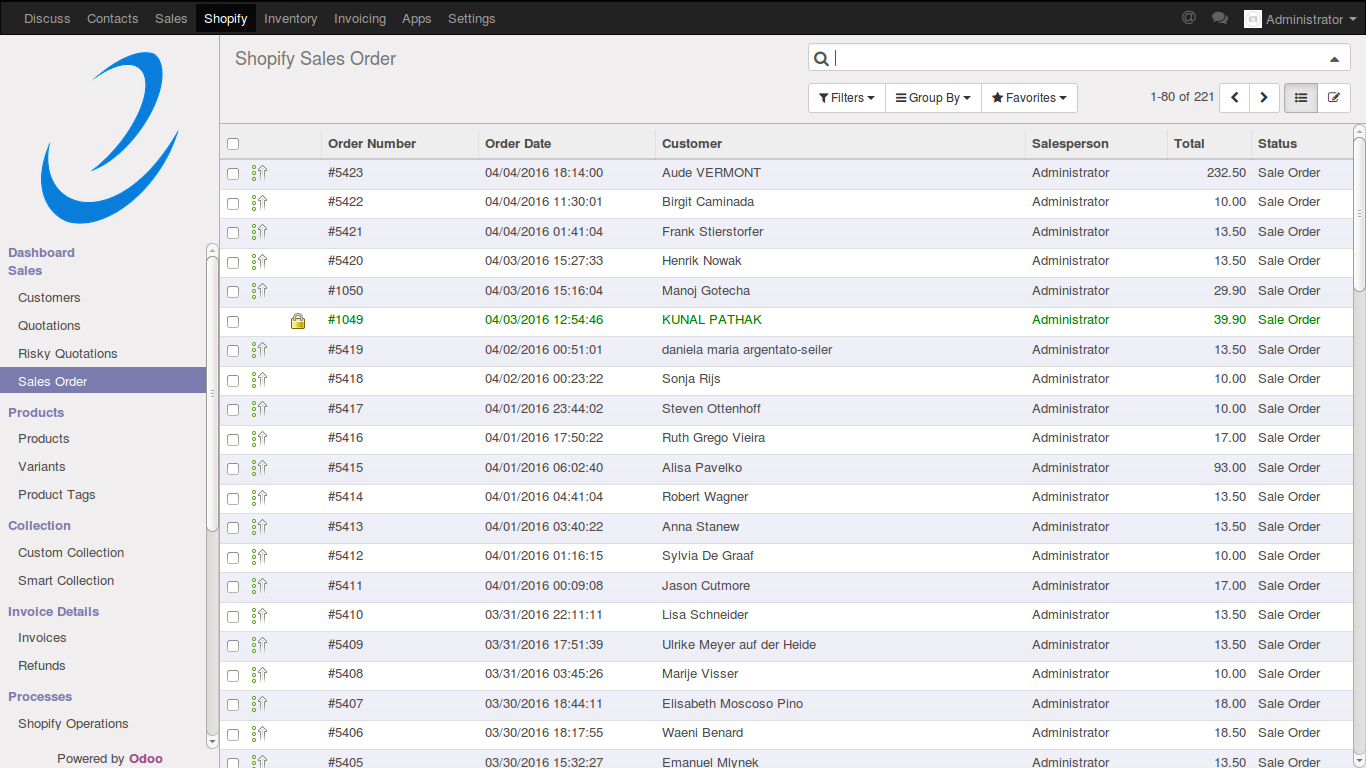 Discuss Contacts Sales Shopify Inventory Invoicing Apps Settings @ Administrator
Shopify Sales Order
Filters Group By Favorites 1-80 of 221
Dashboard
Sales
Customers
Quotations
Risky Quotations
Sales Order
Products
Products
Variants
Product Tags
Collection
Custom Collection
Smart Collection
Invoice Details
Invoices
Refunds
Processes
Shopify Operations
Powered by Odoo
Order Number Order Date Customer Salesperson Total Status
#5423 04/04/2016 18:14:00 Aude VERMONT Administrator 232.50 Sale Order
#5422 04/04/2016 11:30:01 Birgit Caminada Administrator 10.00 Sale Order
#5421 04/04/2016 01:41:04 Frank Stierstorfer Administrator 13.50 Sale Order
#5420 04/03/2016 15:27:33 Henrik Nowak Administrator 13.50 Sale Order
#1050 04/03/2016 15:16:04 Manoj Gotecha Administrator 29.90 Sale Order
#1049 04/03/2016 12:54:46 KUNAL PATHAK Administrator 39.90 Sale Order
#5419 04/02/2016 00:51:01 daniela maria argentato-seiler Administrator 13.50 Sale Order
#5418 04/02/2016 00:23:22 Sonja Rijs Administrator 10.00 Sale Order
#5417 04/01/2016 23:44:02 Steven Ottenhoff Administrator 10.00 Sale Order
#5416 04/01/2016 17:50:22 Ruth Grego Vieira Administrator 17.00 Sale Order
#5415 04/01/2016 06:02:40 Alisa Pavelko Administrator 93.00 Sale Order
#5414 04/01/2016 04:41:04 Robert Wagner Administrator 13.50 Sale Order
#5413 04/01/2016 03:40:22 Anna Stanew Administrator 13.50 Sale Order
#5412 04/01/2016 01:16:15 Sylvia De Graaf Administrator 10.00 Sale Order
#5411 04/01/2016 00:09:08 Jason Cutmore Administrator 17.00 Sale Order
#5410 03/31/2016 22:11:11 Lisa Schneider Administrator 13.50 Sale Order
#5409 03/31/2016 17:51:39 Ulrike Meyer auf der Heide Administrator 13.50 Sale Order
#5408 03/31/2016 03:45:26 Marije Visser Administrator 10.00 Sale Order
#5407 03/30/2016 18:44:11 Elisabeth Moscoso Pino Administrator 18.00 Sale Order
#5406 03/30/2016 18:17:55 Waeni Benard Administrator 18.50 Sale Order
#5405 03/30/2016 15:32:27 Emanuel Mlynek Administrator 13.50 Sale Order